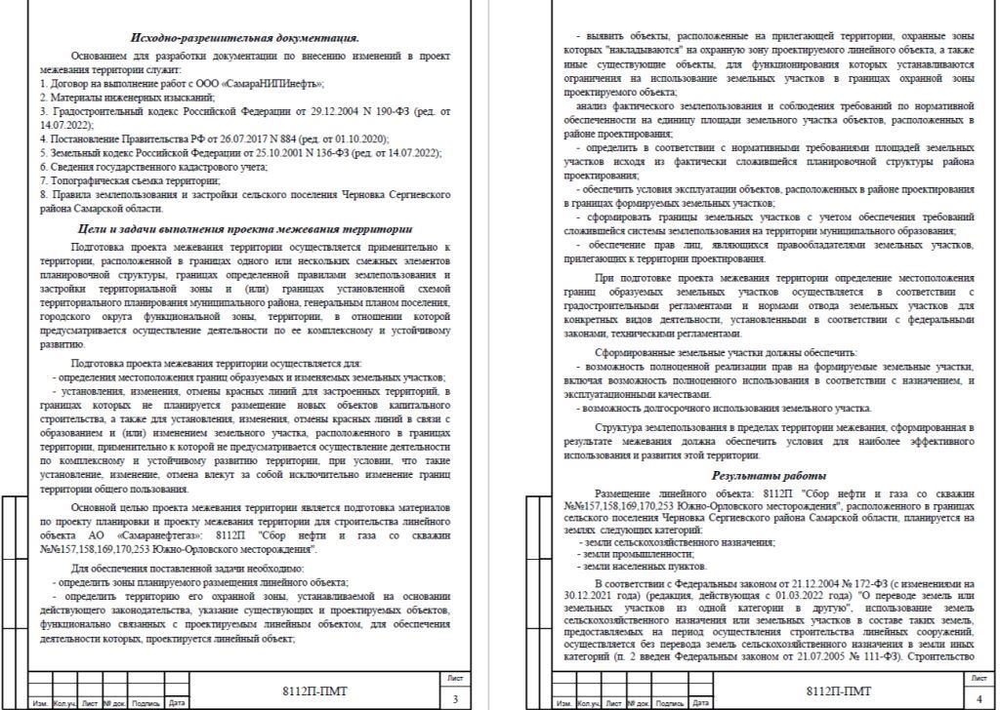 Исходно-разрешительная документация.
Основанием для разработки документации по внесению изменений в проект
межевания территории служит:
1. Договор на выполнение работ с ООО «СамараНИПИнефть»;
2. Материалы инженерных изысканий;
3. Градостроительный кодекс Российской Федерации от 29.12.2004 N 190-ФЗ (ред. от
14.07.2022);
4. Постановление Правительства РФ от 26.07.2017 N 884 (ред. от 01.10.2020);
5. Земельный кодекс Российской Федерации от 25.10.2001 N 136-ФЗ (ред. от 14.07.2022);
6. Сведения государственного кадастрового учета;
7. Топографическая съемка территории;
8. Правила землепользования и застройки сельского поселения Черновка Сергиевского
района Самарской области.
Цели и задачи выполнения проекта межевания территории
Подготовка проекта межевания территории осуществляется применительно к
территории, расположенной в границах одного или нескольких смежных элементов
планировочной структуры, границах определенной правилами землепользования и
застройки территориальной зоны и (или) границах установленной схемой
территориального планирования муниципального района, генеральным планом поселения,
городского округа функциональной зоны, территории, в отношении которой
предусматривается осуществление деятельности по ее комплексному и устойчивому
развитию.
Подготовка проекта межевания территории осуществляется для:
- определения местоположения границ образуемых и изменяемых земельных участков;
- установления, изменения, отмены красных линий для застроенных территорий, в
границах которых не планируется размещение новых объектов капитального
строительства, а также для установления, изменения, отмены красных линий в связи с
образованием и (или) изменением земельного участка, расположенного в границах
территории, применительно к которой не предусматривается осуществление деятельности
по комплексному и устойчивому развитию территории, при условии, что такие
установление, изменение, отмена влекут за собой исключительно изменение границ
территории общего пользования.
Основной целью проекта межевания территории является подготовка материалов
по проекту планировки и проекту межевания территории для строительства линейного
объекта АО «Самаранефтегаз»: 8112П "Сбор нефти и газа со скважин
№№157,158,169,170,253 Южно-Орловского месторождения".
Для обеспечения поставленной задачи необходимо:
- определить зоны планируемого размещения линейного объекта;
- определить территорию его охранной зоны, устанавливаемой на основании
действующего законодательства, указание существующих и проектируемых объектов,
функционально связанных с проектируемым линейным объектом, для обеспечения
деятельности которых, проектируется линейный объект;
8112П-ПМТ
Лист
3
Изм. Кол.уч. Лист № док. Подпись Дата
- выявить объекты, расположенные на прилегающей территории, охранные зоны
которых "накладываются" на охранную зону проектируемого линейного объекта, а также
иные существующие объекты, для функционирования которых устанавливаются
ограничения на использование земельных участков в границах охранной зоны
проектируемого объекта;
анализ фактического землепользования и соблюдения требований по нормативной
обеспеченности на единицу площади земельного участка объектов, расположенных в
районе проектирования;
- определить в соответствии с нормативными требованиями площадей земельных
участков исходя из фактически сложившейся планировочной структуры района
проектирования;
- обеспечить условия эксплуатации объектов, расположенных в районе проектирования
в границах формируемых земельных участков;
- сформировать границы земельных участков с учетом обеспечения требований
сложившейся системы землепользования на территории муниципального образования;
- обеспечение прав лиц, являющихся правообладателями земельных участков,
прилегающих к территории проектирования.
При подготовке проекта межевания территории определение местоположения
границ образуемых земельных участков осуществляется в соответствии с
градостроительными регламентами и нормами отвода земельных участков для
конкретных видов деятельности, установленными в соответствии с федеральными
законами, техническими регламентами.
Сформированные земельные участки должны обеспечить:
- возможность полноценной реализации прав на формируемые земельные участки,
включая возможность полноценного использования в соответствии с назначением, и
эксплуатационными качествами.
- возможность долгосрочного использования земельного участка.
Структура землепользования в пределах территории межевания, сформированная в
результате межевания должна обеспечить условия для наиболее эффективного
использования и развития этой территории.
Результаты работы
Размещение линейного объекта: 8112П "Сбор нефти и газа со скважин
№№157,158,169,170,253 Южно-Орловского месторождения", расположенного в границах
сельского поселения Черновка Сергиевского района Самарской области, планируется на
землях следующих категорий:
- земли сельскохозяйственного назначения;
- земли промышленности;
- земли населенных пунктов.
В соответствии с Федеральным законом от 21.12.2004 № 172-ФЗ (с изменениями на
30.12.2021 года) (редакция, действующая с 01.03.2022 года) "О переводе земель или
земельных участков из одной категории в другую", использование земель
сельскохозяйственного назначения или земельных участков в составе таких земель,
предоставляемых на период осуществления строительства линейных сооружений,
осуществляется без перевода земель сельскохозяйственного назначения в земли иных
категорий (п. 2 введен Федеральным законом от 21.07.2005 № 111-ФЗ). Строительство
8112П-ПМТ
Лист
4
Изм. Кол.уч. Лист № док. Подпись Дата